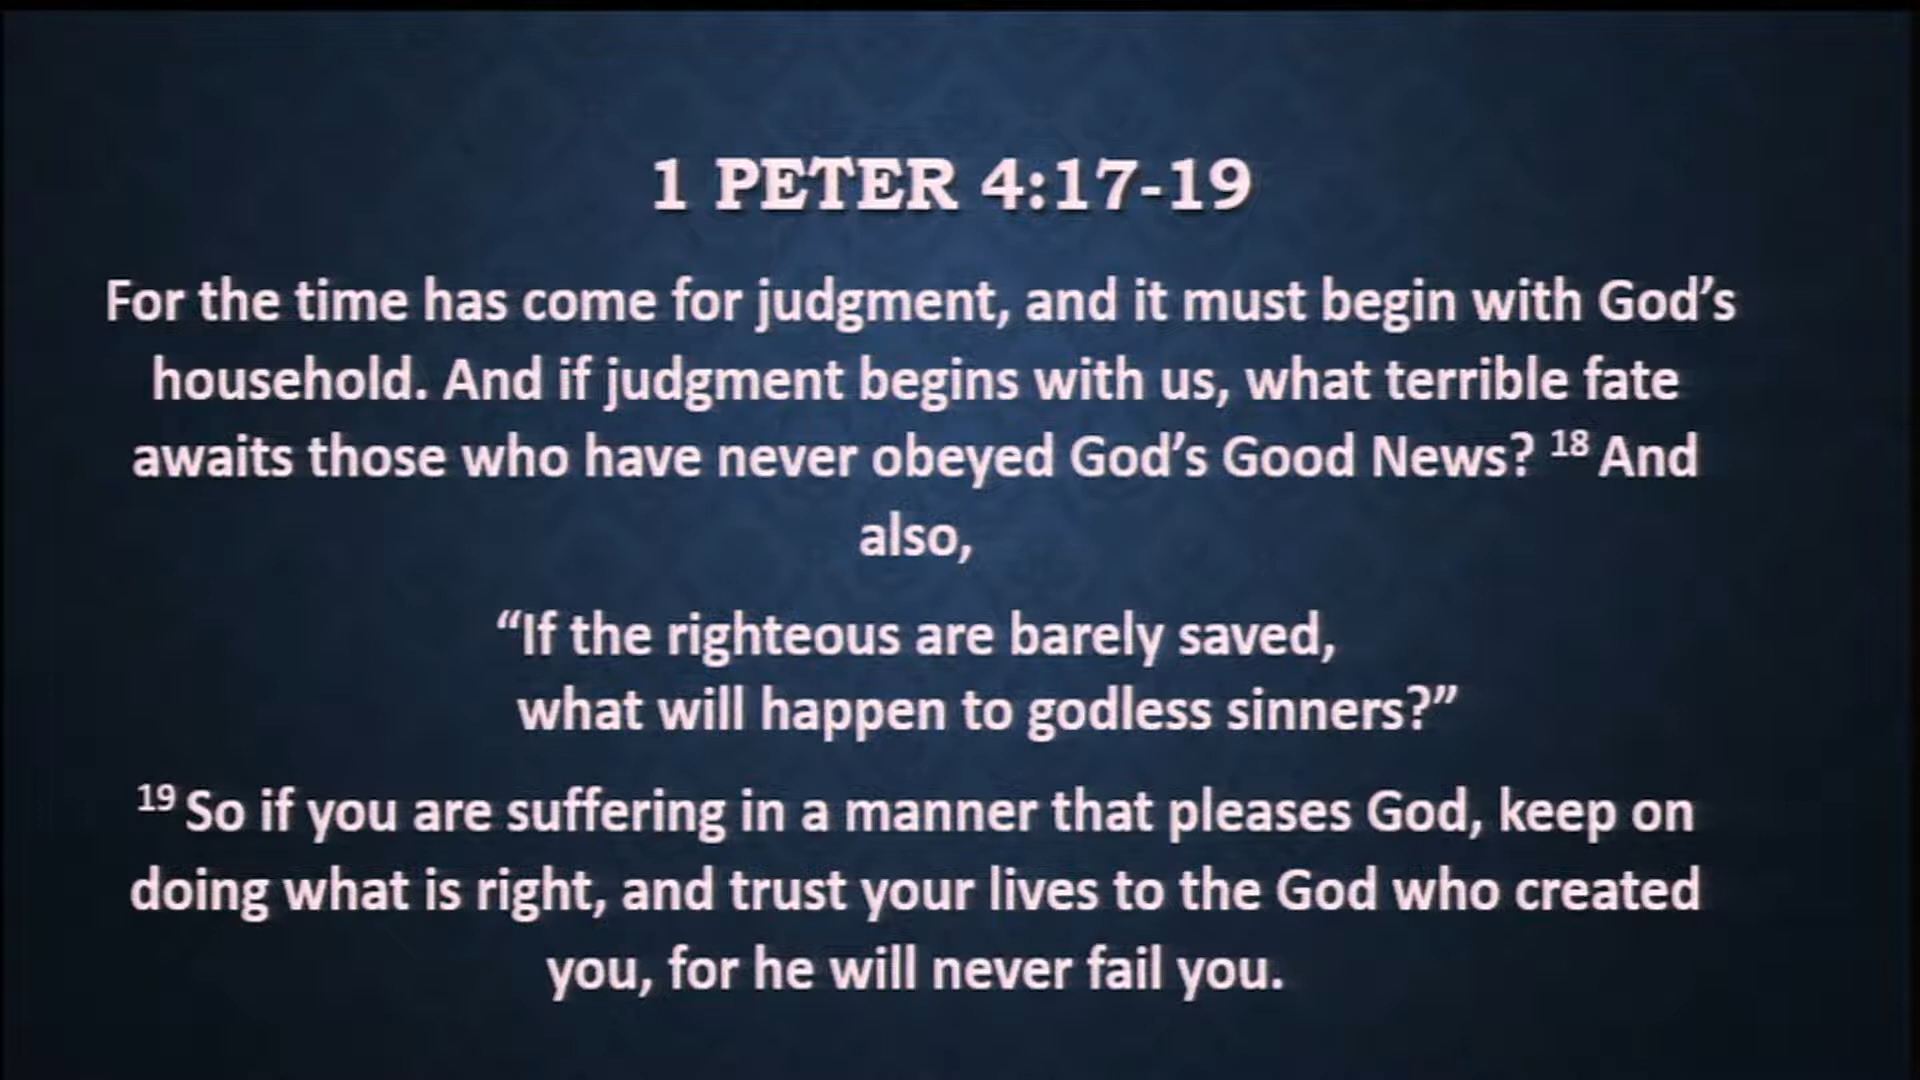 1 PETER 4:17-19
For the time has come for judgment, and it must begin with God’s
household. And if judgment begins with us, what terrible fate
awaits those who have never obeyed God’s Good News? 18 And
also,
“If the righteous are barely saved,
what will happen to godless sinners?”
19 So if you are suffering in a manner that pleases God, keep on
doing what is right, and trust your lives to the God who created
you, for he will never fail you.